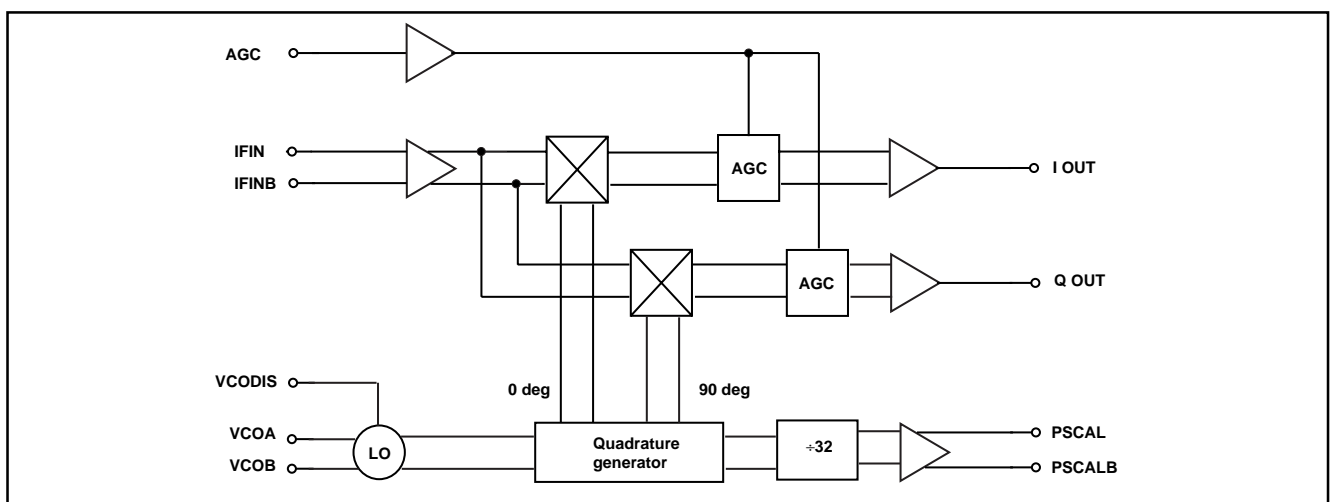 AGC
IFIN
IFINB
AGC
I OUT
AGC
Q OUT
VCODIS
0 deg
90 deg
VCOA
VCOB
LO
Quadrature
generator
÷32
PSCAL
PSCALB